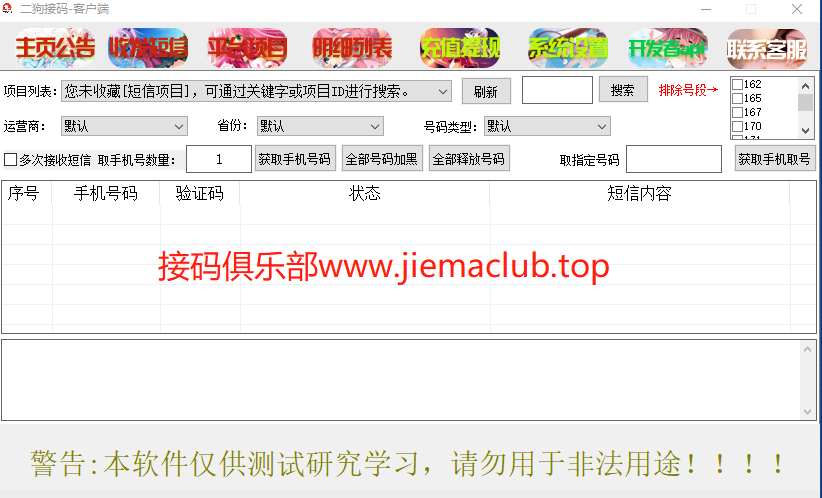 二狗接码-客户端
主页公告 收发短信 平台项目 明细列表 充值提现 系统设置 开发者api 联系客服
项目列表: 您未收藏[短信项目]，可通过关键字或项目ID进行搜索。 刷新 搜索 排除号段→ 162
165
167
170
171
运营商: 默认 省份: 默认 号码类型: 默认
多次接收短信 取手机号数量: 1 获取手机号码 全部号码加黑 全部释放号码 取指定号码 获取手机取号
序号 手机号码 验证码 状态 短信内容
接码俱乐部www.jiemaclub.top
警告:本软件仅供测试研究学习，请勿用于非法用途！！！！